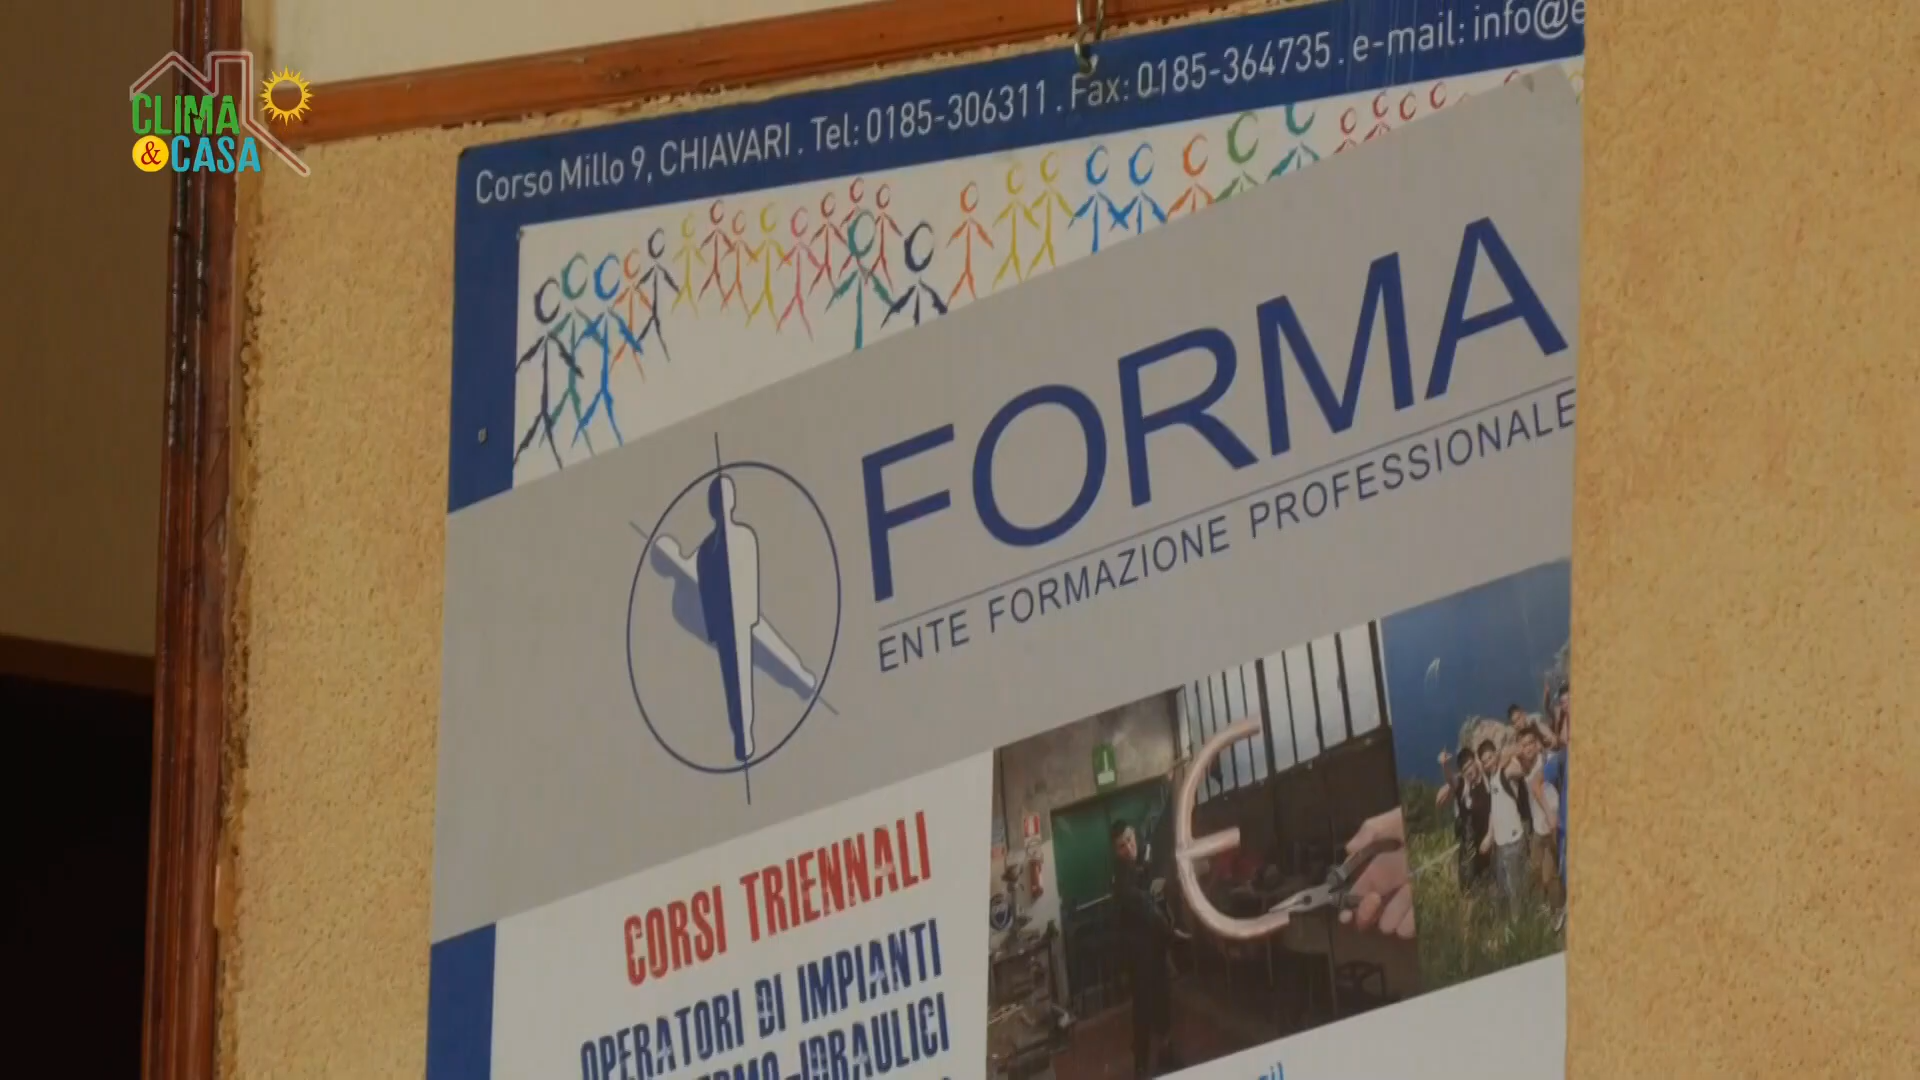 CLIMA
& CASA
Corso Millo 9, CHIAVARI . Tel: 0185-306311 . Fax: 0185-364735 . e-mail: info@e
FORMA
ENTE FORMAZIONE PROFESSIONALE
CORSI TRIENNALI
OPERATORI DI IMPIANTI
-IDRAULICI